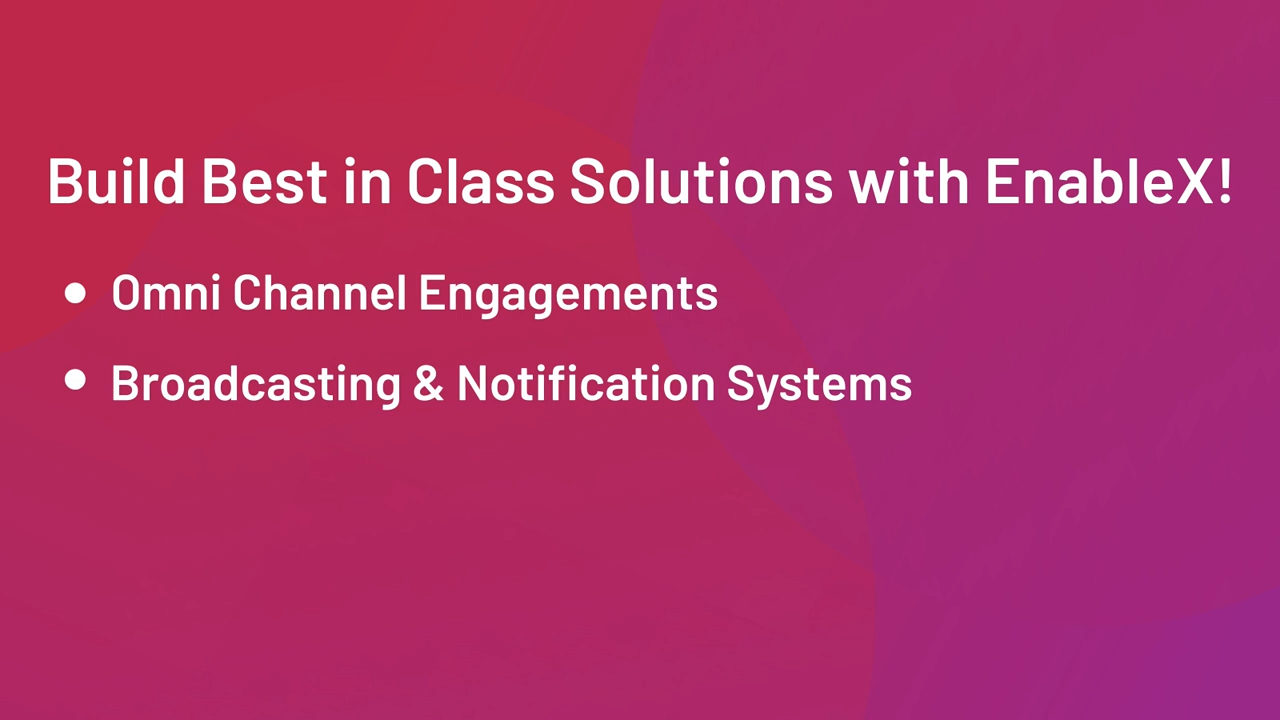 Build Best in Class Solutions with EnableX!
Omni Channel Engagements
Broadcasting & Notification Systems